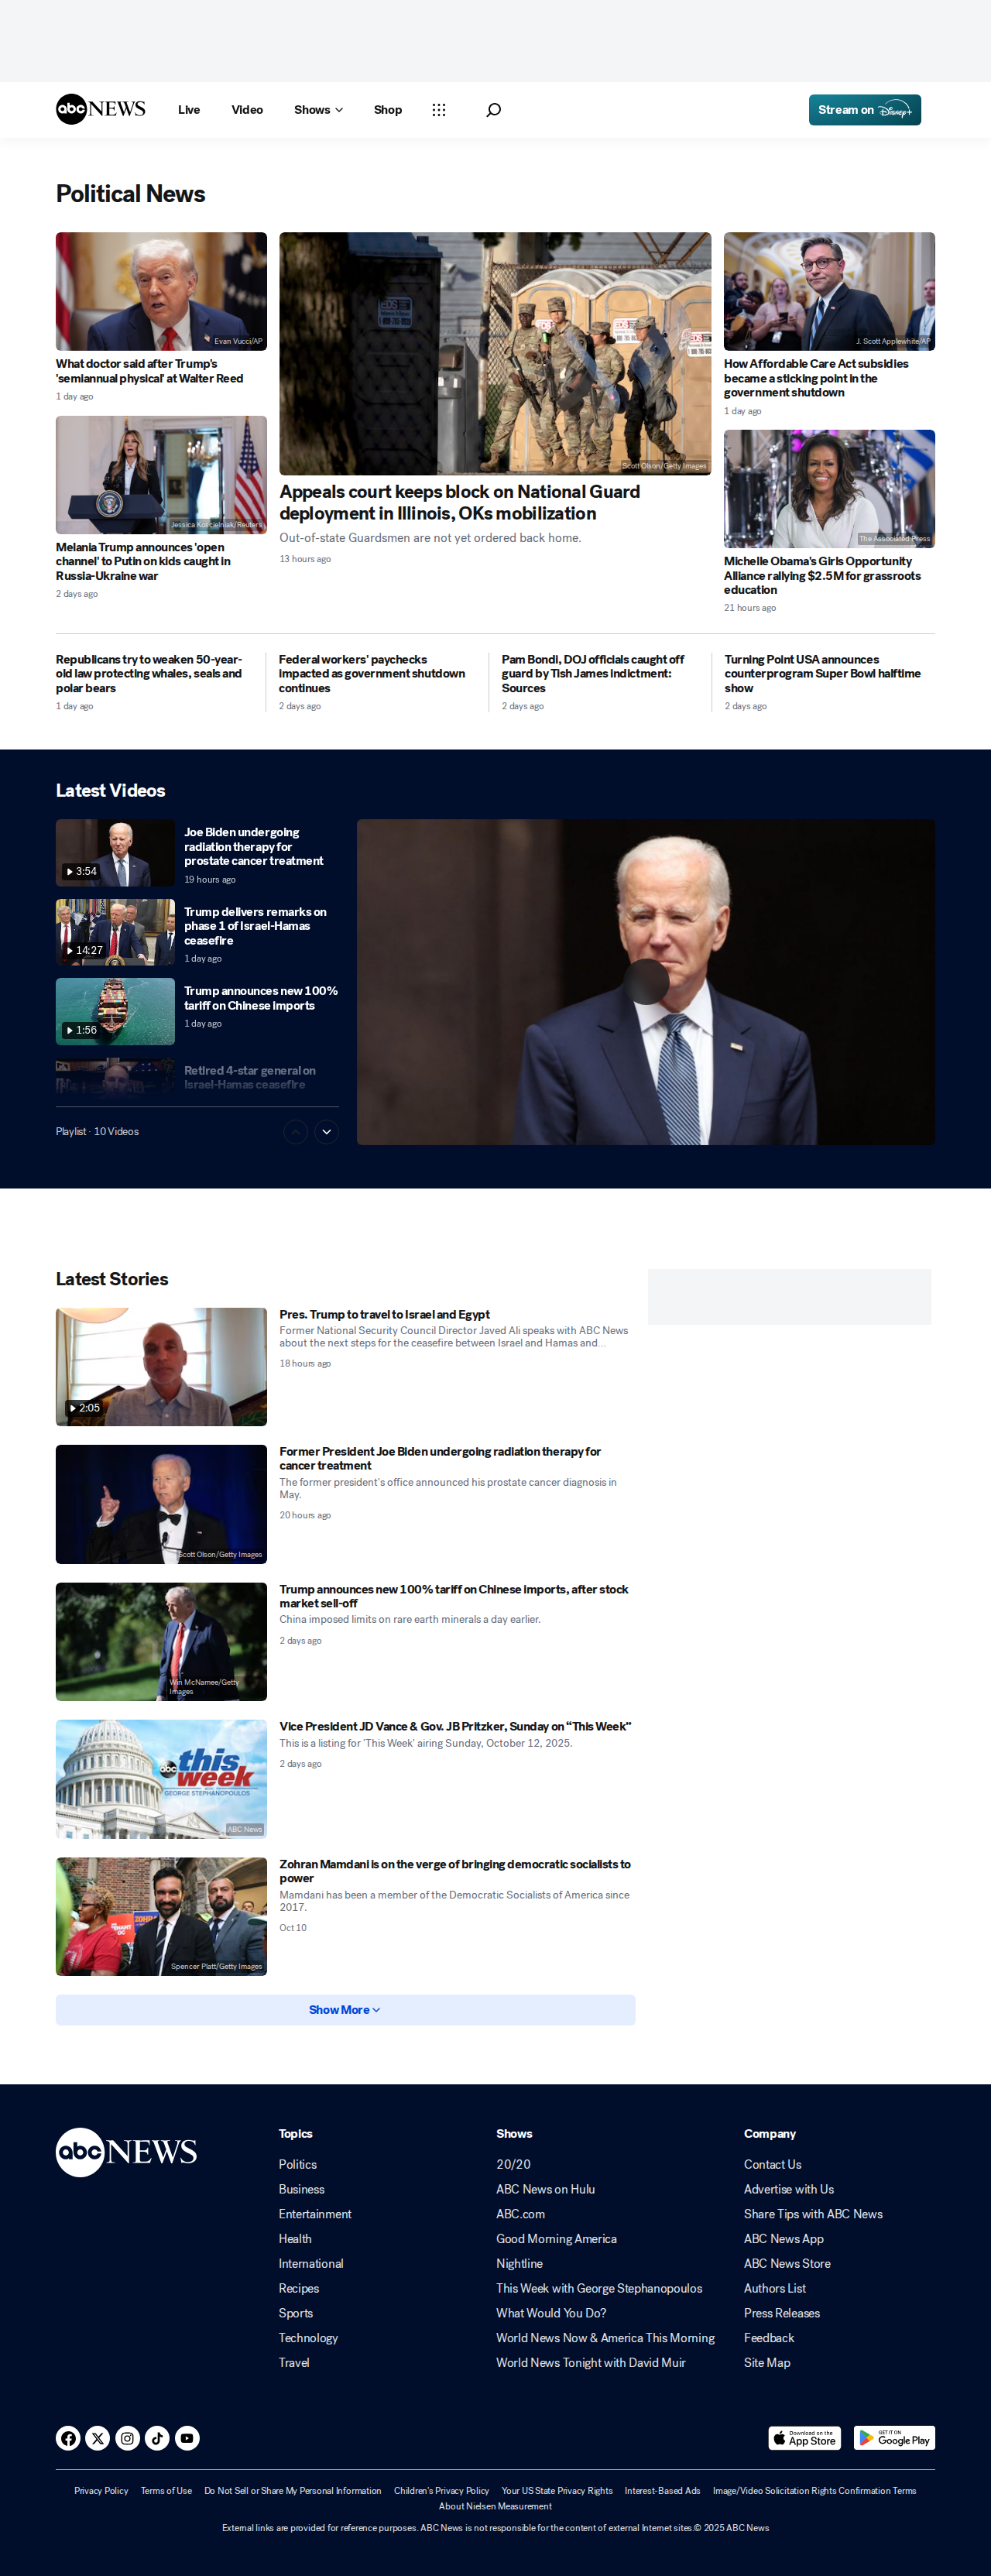 abc NEWS
Live
Video
Shows
Shop
Stream on Disney+
Political News
Evan Vucci/AP
What doctor said after Trump's
'semiannual physical' at Walter Reed
1 day ago
Jessica Koscielniak/Reuters
Melania Trump announces 'open
channel' to Putin on kids caught in
Russia-Ukraine war
2 days ago
EDS
Scott Olson/Getty Images
Appeals court keeps block on National Guard
deployment in Illinois, OKs mobilization
Out-of-state Guardsmen are not yet ordered back home.
13 hours ago
J. Scott Applewhite/AP
How Affordable Care Act subsidies
became a sticking point in the
government shutdown
1 day ago
The Associated Press
Michelle Obama's Girls Opportunity
Alliance rallying $2.5M for grassroots
education
21 hours ago
Republicans try to weaken 50-year-
old law protecting whales, seals and
polar bears
1 day ago
Federal workers' paychecks
impacted as government shutdown
continues
2 days ago
Pam Bondi, DOJ officials caught off
guard by Tish James indictment:
Sources
2 days ago
Turning Point USA announces
counterprogram Super Bowl halftime
show
2 days ago
Latest Videos
3:54
Joe Biden undergoing
radiation therapy for
prostate cancer treatment
19 hours ago
14:27
Trump delivers remarks on
phase 1 of Israel-Hamas
ceasefire
1 day ago
1:56
Trump announces new 100%
tariff on Chinese imports
1 day ago
Retired 4-star general on
Israel-Hamas ceasefire
Playlist · 10 Videos
Latest Stories
2:05
Pres. Trump to travel to Israel and Egypt
Former National Security Council Director Javed Ali speaks with ABC News
about the next steps for the ceasefire between Israel and Hamas and...
18 hours ago
Scott Olson/Getty Images
Former President Joe Biden undergoing radiation therapy for
cancer treatment
The former president's office announced his prostate cancer diagnosis in
May.
20 hours ago
Win McNamee/Getty
Images
Trump announces new 100% tariff on Chinese imports, after stock
market sell-off
China imposed limits on rare earth minerals a day earlier.
2 days ago
abc this
week
GEORGE STEPHANOPOULOS
ABC News
Vice President JD Vance & Gov. JB Pritzker, Sunday on “This Week”
This is a listing for 'This Week' airing Sunday, October 12, 2025.
2 days ago
Spencer Platt/Getty Images
Zohran Mamdani is on the verge of bringing democratic socialists to
power
Mamdani has been a member of the Democratic Socialists of America since
2017.
Oct 10
Show More
abc NEWS
Topics
Politics
Business
Entertainment
Health
International
Recipes
Sports
Technology
Travel
Shows
20/20
ABC News on Hulu
ABC.com
Good Morning America
Nightline
This Week with George Stephanopoulos
What Would You Do?
World News Now & America This Morning
World News Tonight with David Muir
Company
Contact Us
Advertise with Us
Share Tips with ABC News
ABC News App
ABC News Store
Authors List
Press Releases
Feedback
Site Map
Download on the
App Store
GET IT ON
Google Play
Privacy Policy
Terms of Use
Do Not Sell or Share My Personal Information
Children's Privacy Policy
Your US State Privacy Rights
Interest-Based Ads
Image/Video Solicitation Rights Confirmation Terms
About Nielsen Measurement
External links are provided for reference purposes. ABC News is not responsible for the content of external Internet sites.© 2025 ABC News